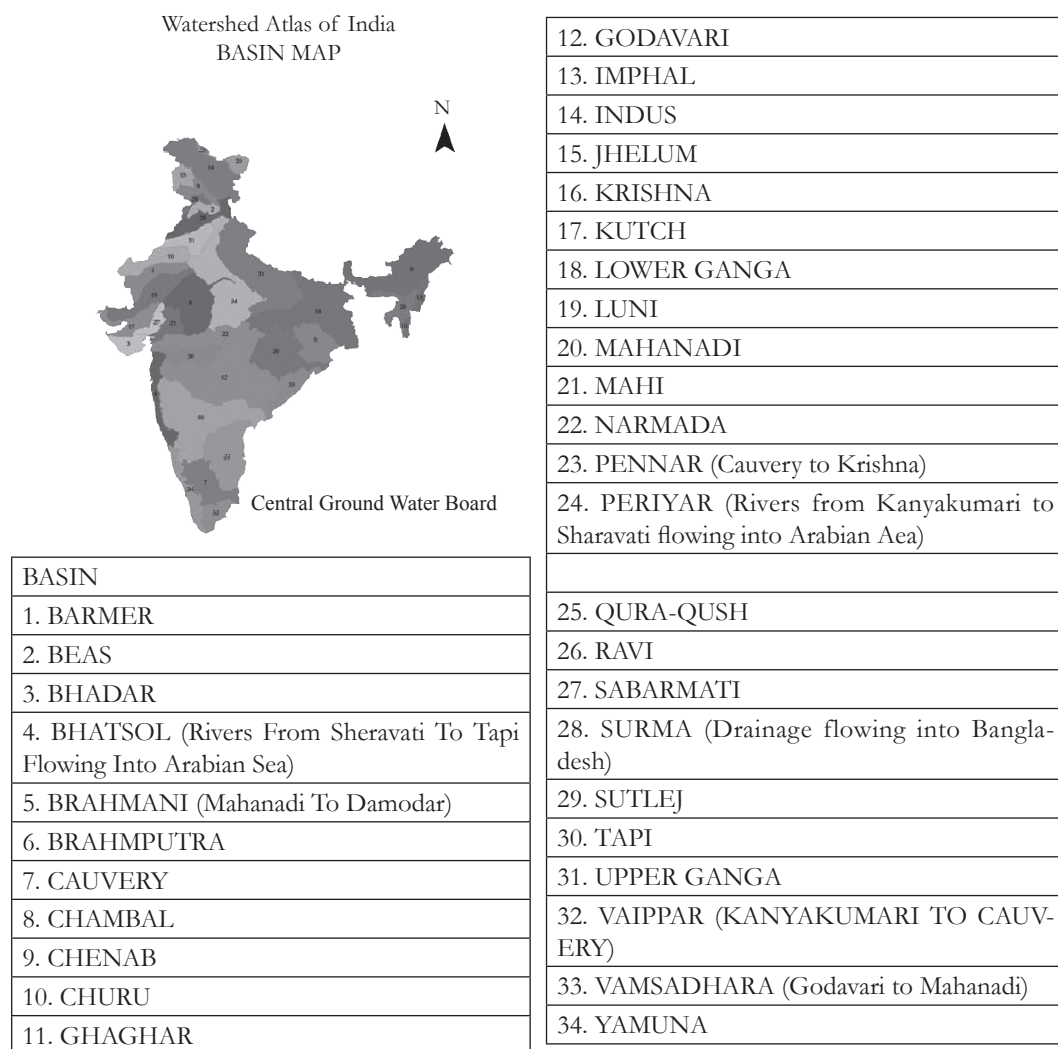 Watershed Atlas of India
BASIN MAP
N
Central Ground Water Board
BASIN
1. BARMER
2. BEAS
3. BHADAR
4. BHATSOL (Rivers From Sheravati To Tapi
Flowing Into Arabian Sea)
5. BRAHMANI (Mahanadi To Damodar)
6. BRAHMPUTRA
7. CAUVERY
8. CHAMBAL
9. CHENAB
10. CHURU
11. GHAGHAR
12. GODAVARI
13. IMPHAL
14. INDUS
15. JHELUM
16. KRISHNA
17. KUTCH
18. LOWER GANGA
19. LUNI
20. MAHANADI
21. MAHI
22. NARMADA
23. PENNAR (Cauvery to Krishna)
24. PERIYAR (Rivers from Kanyakumari to
Sharavati flowing into Arabian Aea)
25. QURA-QUSH
26. RAVI
27. SABARMATI
28. SURMA (Drainage flowing into Bangla-
desh)
29. SUTLEJ
30. TAPI
31. UPPER GANGA
32. VAIPPAR (KANYAKUMARI TO CAUV-
ERY)
33. VAMSADHARA (Godavari to Mahanadi)
34. YAMUNA